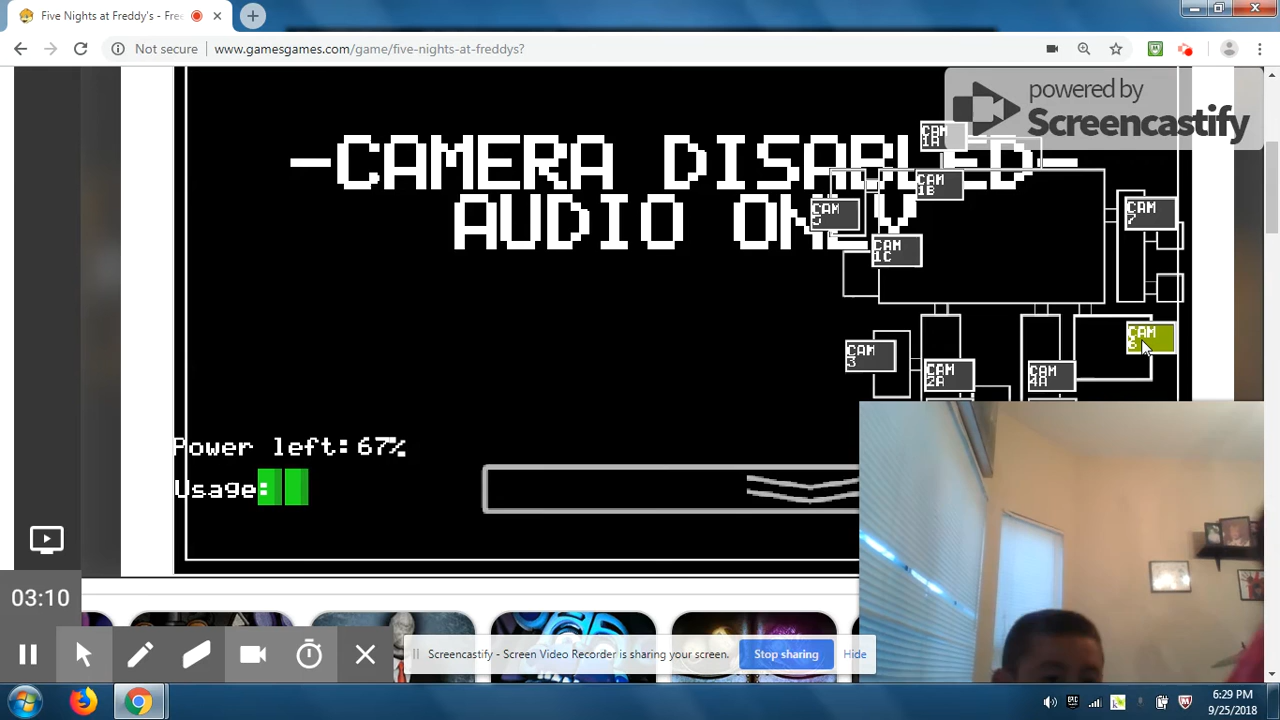 Five Nights at Freddy's - Free
Not secure
www.gamesgames.com/game/five-nights-at-freddys?
powered by
Screencastify
-CAMERA DISABLED-
AUDIO ONLY
CAM
1A
CAM
1B
CAM
5
CAM
7
CAM
1C
CAM
6
CAM
3
CAM
2A
CAM
4A
Power left: 67%
Usage:
03:10
Screencastify - Screen Video Recorder is sharing your screen.
Stop sharing
Hide
6:29 PM
9/25/2018